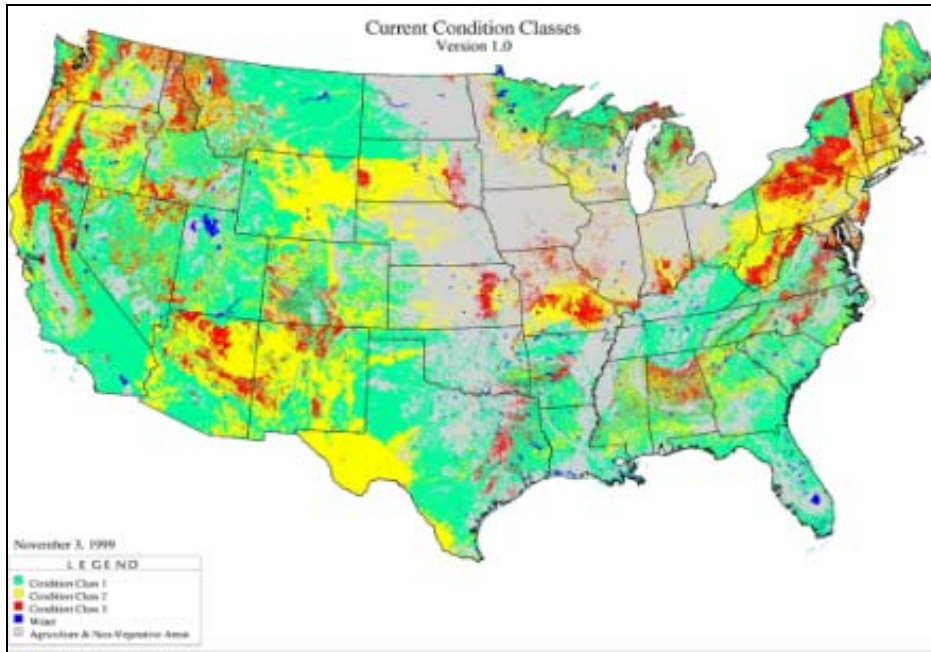 Current Condition Classes
Version 1.0
November 3, 1999
LEGEND
Condition Class 1
Condition Class 2
Condition Class 3
Water
Agriculture & Non-Vegetative Areas